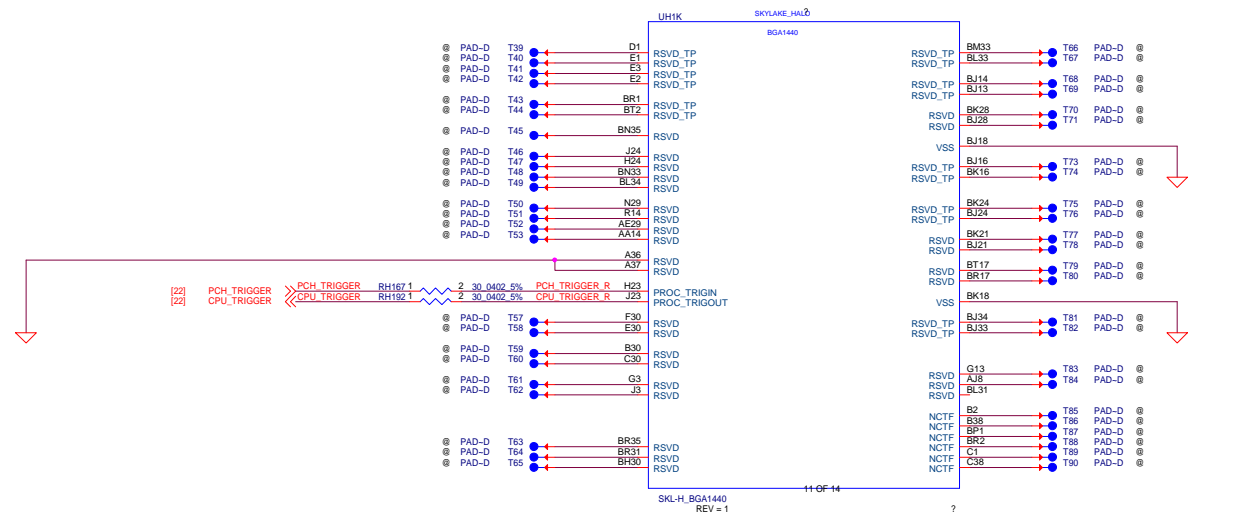 UH1K SKYLAKE_HALO ?
BGA1440
@ PAD-D T39 D1 RSVD_TP RSVD_TP BM33 T66 PAD-D @
@ PAD-D T40 E1 RSVD_TP RSVD_TP BL33 T67 PAD-D @
@ PAD-D T41 E3 RSVD_TP
@ PAD-D T42 E2 RSVD_TP RSVD_TP BJ14 T68 PAD-D @
RSVD_TP BJ13 T69 PAD-D @
@ PAD-D T43 BR1 RSVD_TP
@ PAD-D T44 BT2 RSVD_TP RSVD BK28 T70 PAD-D @
RSVD BJ28 T71 PAD-D @
@ PAD-D T45 BN35 RSVD
VSS BJ18
@ PAD-D T46 J24 RSVD
@ PAD-D T47 H24 RSVD RSVD_TP BJ16 T73 PAD-D @
@ PAD-D T48 BN33 RSVD RSVD_TP BK16 T74 PAD-D @
@ PAD-D T49 BL34 RSVD
@ PAD-D T50 N29 RSVD RSVD_TP BK24 T75 PAD-D @
@ PAD-D T51 R14 RSVD RSVD_TP BJ24 T76 PAD-D @
@ PAD-D T52 AE29 RSVD
@ PAD-D T53 AA14 RSVD RSVD BK21 T77 PAD-D @
RSVD BJ21 T78 PAD-D @
A36 RSVD
A37 RSVD RSVD BT17 T79 PAD-D @
RSVD BR17 T80 PAD-D @
[22] PCH_TRIGGER PCH_TRIGGER RH167 1 2 30_0402_5% PCH_TRIGGER_R H23 PROC_TRIGIN
[22] CPU_TRIGGER CPU_TRIGGER RH192 1 2 30_0402_5% CPU_TRIGGER_R J23 PROC_TRIGOUT VSS BK18
@ PAD-D T57 F30 RSVD RSVD_TP BJ34 T81 PAD-D @
@ PAD-D T58 E30 RSVD RSVD_TP BJ33 T82 PAD-D @
@ PAD-D T59 B30 RSVD
@ PAD-D T60 C30 RSVD
RSVD G13 T83 PAD-D @
@ PAD-D T61 G3 RSVD RSVD AJ8 T84 PAD-D @
@ PAD-D T62 J3 RSVD RSVD BL31
NCTF B2 T85 PAD-D @
NCTF B38 T86 PAD-D @
NCTF BP1 T87 PAD-D @
@ PAD-D T63 BR35 RSVD NCTF BR2 T88 PAD-D @
@ PAD-D T64 BR31 RSVD NCTF C1 T89 PAD-D @
@ PAD-D T65 BH30 RSVD NCTF C38 T90 PAD-D @
11 OF 14
SKL-H_BGA1440
REV = 1 ?